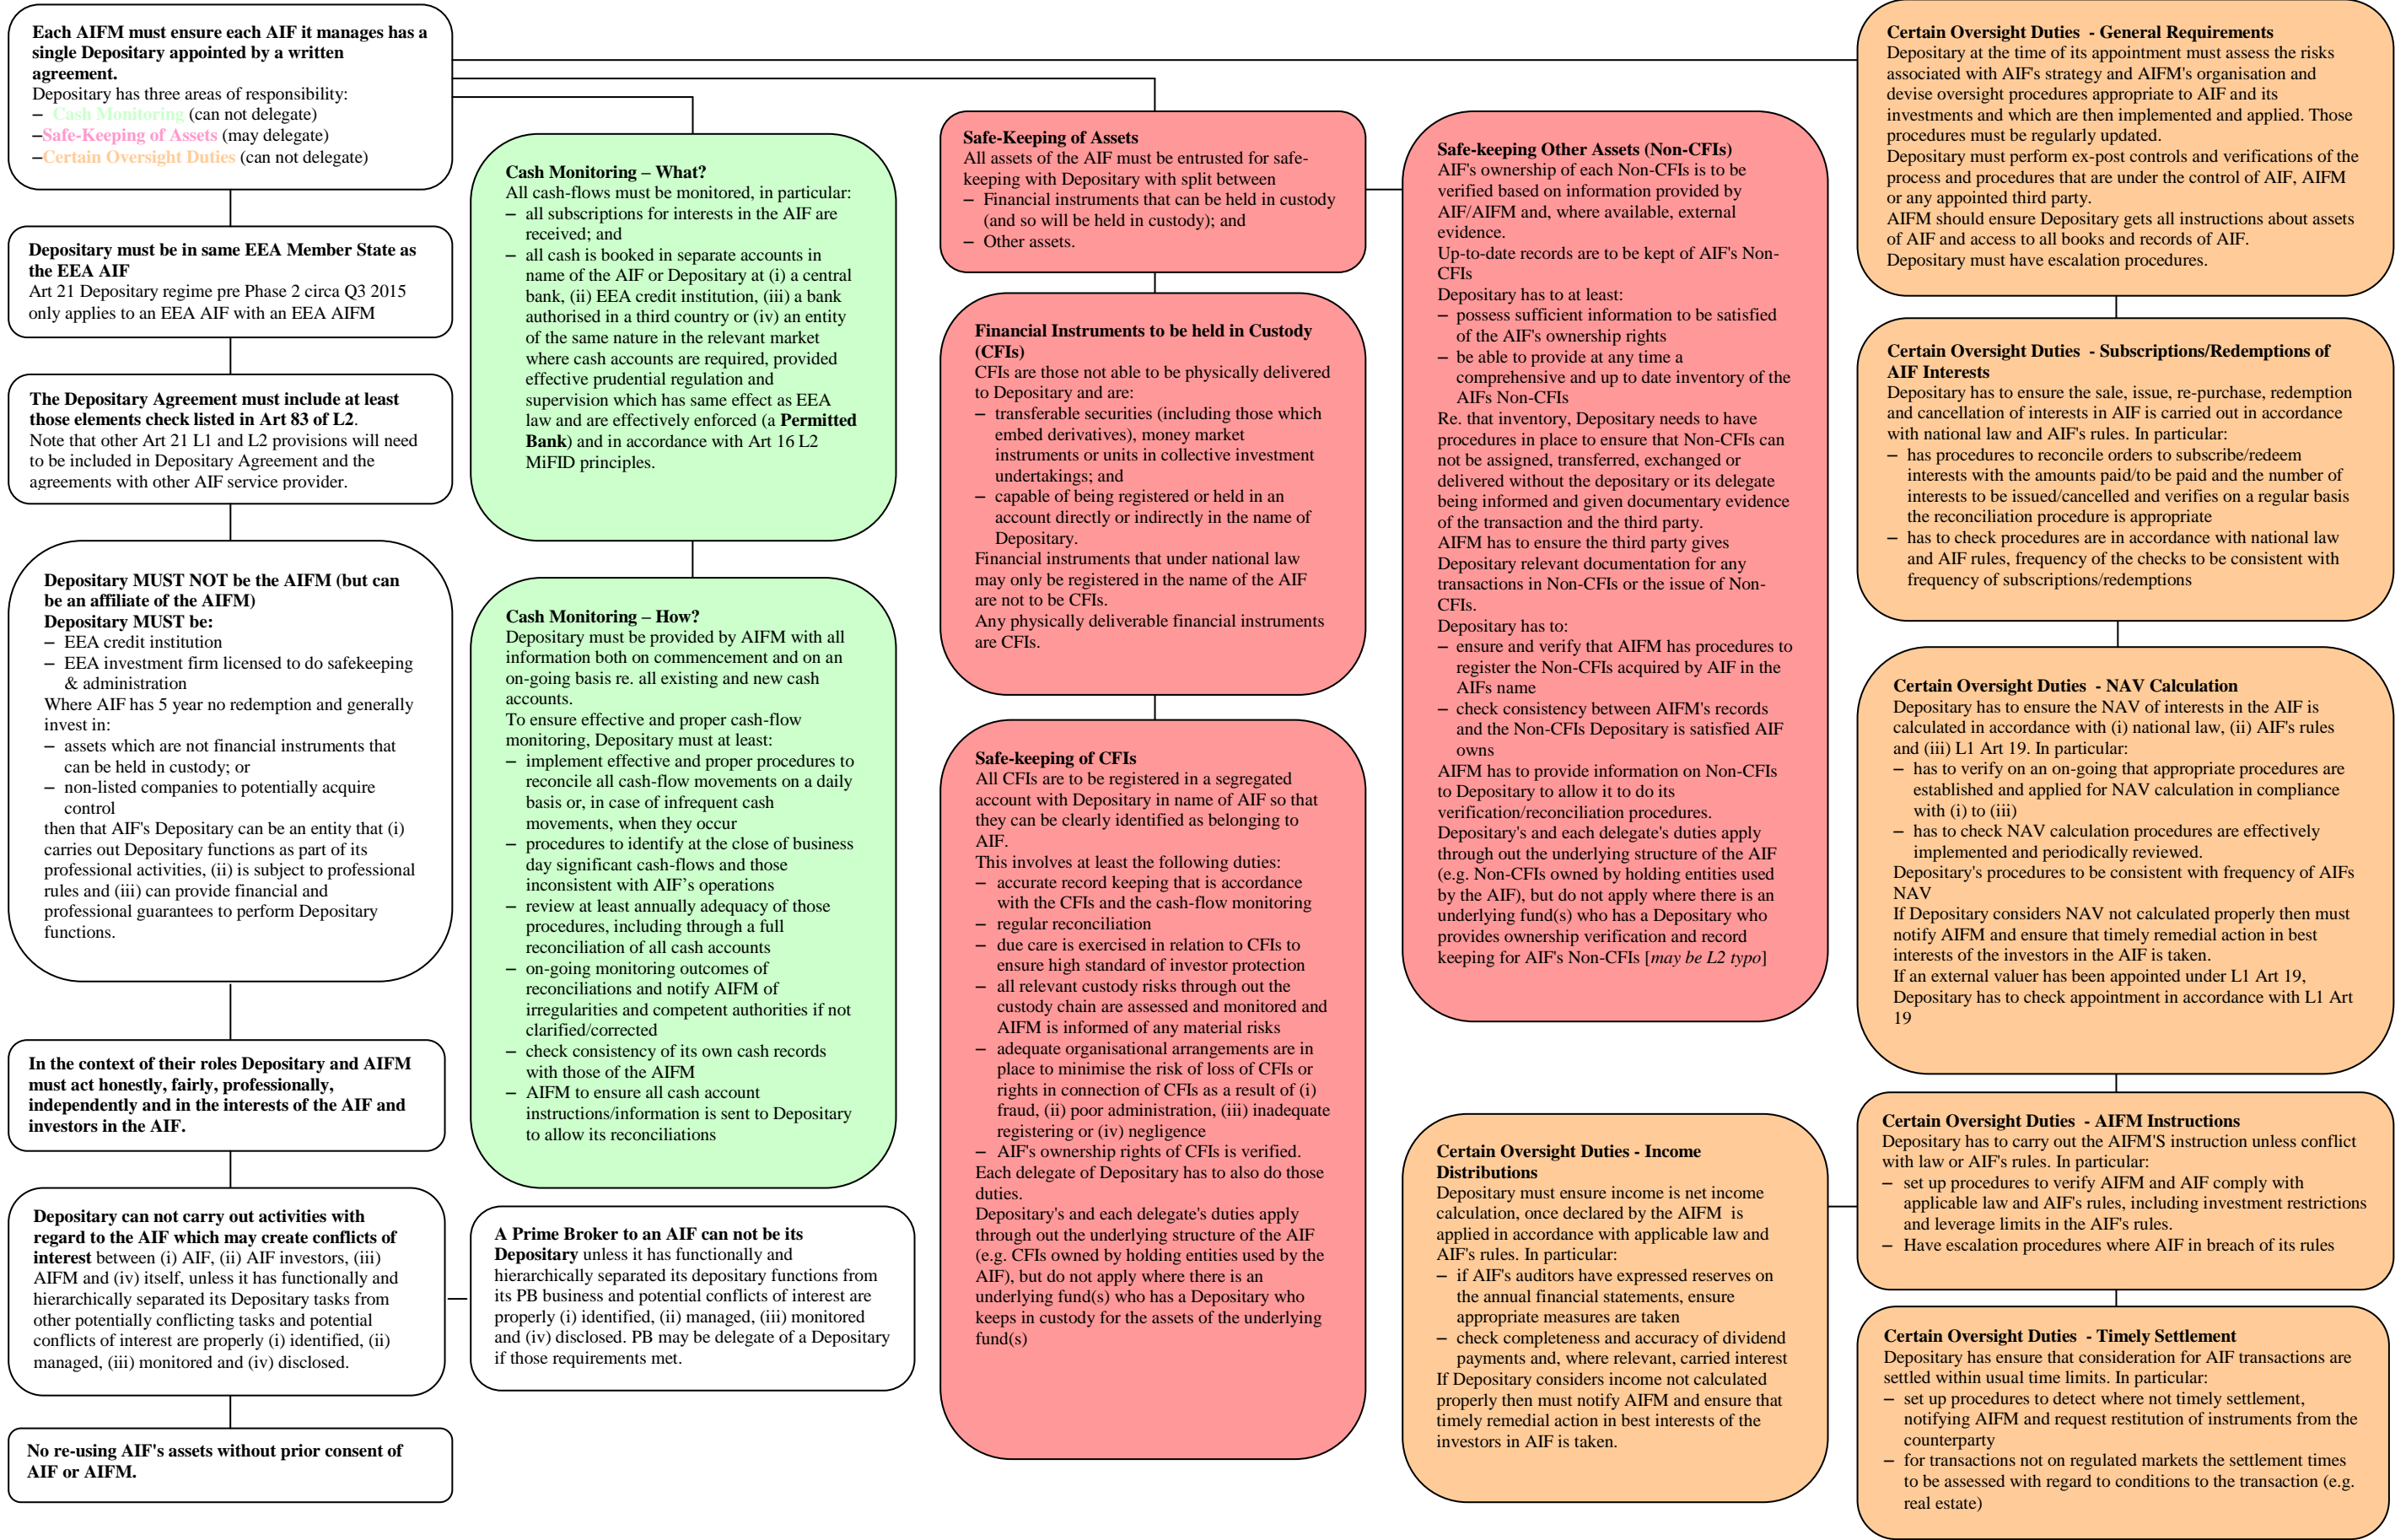 Each AIFM must ensure each AIF it manages has a
single Depositary appointed by a written
agreement.
Depositary has three areas of responsibility:
– Cash Monitoring (can not delegate)
–Safe-Keeping of Assets (may delegate)
–Certain Oversight Duties (can not delegate)
Depositary must be in same EEA Member State as
the EEA AIF
Art 21 Depositary regime pre Phase 2 circa Q3 2015
only applies to an EEA AIF with an EEA AIFM
The Depositary Agreement must include at least
those elements check listed in Art 83 of L2.
Note that other Art 21 L1 and L2 provisions will need
to be included in Depositary Agreement and the
agreements with other AIF service provider.
Depositary MUST NOT be the AIFM (but can
be an affiliate of the AIFM)
Depositary MUST be:
– EEA credit institution
– EEA investment firm licensed to do safekeeping
& administration
Where AIF has 5 year no redemption and generally
invest in:
– assets which are not financial instruments that
can be held in custody; or
– non-listed companies to potentially acquire
control
then that AIF's Depositary can be an entity that (i)
carries out Depositary functions as part of its
professional activities, (ii) is subject to professional
rules and (iii) can provide financial and
professional guarantees to perform Depositary
functions.
In the context of their roles Depositary and AIFM
must act honestly, fairly, professionally,
independently and in the interests of the AIF and
investors in the AIF.
Depositary can not carry out activities with
regard to the AIF which may create conflicts of
interest between (i) AIF, (ii) AIF investors, (iii)
AIFM and (iv) itself, unless it has functionally and
hierarchically separated its Depositary tasks from
other potentially conflicting tasks and potential
conflicts of interest are properly (i) identified, (ii)
managed, (iii) monitored and (iv) disclosed.
No re-using AIF's assets without prior consent of
AIF or AIFM.
Cash Monitoring – What?
All cash-flows must be monitored, in particular:
– all subscriptions for interests in the AIF are
received; and
– all cash is booked in separate accounts in
name of the AIF or Depositary at (i) a central
bank, (ii) EEA credit institution, (iii) a bank
authorised in a third country or (iv) an entity
of the same nature in the relevant market
where cash accounts are required, provided
effective prudential regulation and
supervision which has same effect as EEA
law and are effectively enforced (a Permitted
Bank) and in accordance with Art 16 L2
MiFID principles.
Cash Monitoring – How?
Depositary must be provided by AIFM with all
information both on commencement and on an
on-going basis re. all existing and new cash
accounts.
To ensure effective and proper cash-flow
monitoring, Depositary must at least:
– implement effective and proper procedures to
reconcile all cash-flow movements on a daily
basis or, in case of infrequent cash
movements, when they occur
– procedures to identify at the close of business
day significant cash-flows and those
inconsistent with AIF's operations
– review at least annually adequacy of those
procedures, including through a full
reconciliation of all cash accounts
– on-going monitoring outcomes of
reconciliations and notify AIFM of
irregularities and competent authorities if not
clarified/corrected
– check consistency of its own cash records
with those of the AIFM
– AIFM to ensure all cash account
instructions/information is sent to Depositary
to allow its reconciliations
A Prime Broker to an AIF can not be its
Depositary unless it has functionally and
hierarchically separated its depositary functions from
its PB business and potential conflicts of interest are
properly (i) identified, (ii) managed, (iii) monitored
and (iv) disclosed. PB may be delegate of a Depositary
if those requirements met.
Safe-Keeping of Assets
All assets of the AIF must be entrusted for safe-
keeping with Depositary with split between
– Financial instruments that can be held in custody
(and so will be held in custody); and
– Other assets.
Financial Instruments to be held in Custody
(CFIs)
CFIs are those not able to be physically delivered
to Depositary and are:
– transferable securities (including those which
embed derivatives), money market
instruments or units in collective investment
undertakings; and
– capable of being registered or held in an
account directly or indirectly in the name of
Depositary.
Financial instruments that under national law
may only be registered in the name of the AIF
are not to be CFIs.
Any physically deliverable financial instruments
are CFIs.
Safe-keeping of CFIs
All CFIs are to be registered in a segregated
account with Depositary in name of AIF so that
they can be clearly identified as belonging to
AIF.
This involves at least the following duties:
– accurate record keeping that is accordance
with the CFIs and the cash-flow monitoring
– regular reconciliation
– due care is exercised in relation to CFIs to
ensure high standard of investor protection
– all relevant custody risks through out the
custody chain are assessed and monitored and
AIFM is informed of any material risks
– adequate organisational arrangements are in
place to minimise the risk of loss of CFIs or
rights in connection of CFIs as a result of (i)
fraud, (ii) poor administration, (iii) inadequate
registering or (iv) negligence
– AIF's ownership rights of CFIs is verified.
Each delegate of Depositary has to also do those
duties.
Depositary's and each delegate's duties apply
through out the underlying structure of the AIF
(e.g. CFIs owned by holding entities used by the
AIF), but do not apply where there is an
underlying fund(s) who has a Depositary who
keeps in custody for the assets of the underlying
fund(s)
Safe-keeping Other Assets (Non-CFIs)
AIF's ownership of each Non-CFIs is to be
verified based on information provided by
AIF/AIFM and, where available, external
evidence.
Up-to-date records are to be kept of AIF's Non-
CFIs
Depositary has to at least:
– possess sufficient information to be satisfied
of the AIF's ownership rights
– be able to provide at any time a
comprehensive and up to date inventory of the
AIFs Non-CFIs
Re. that inventory, Depositary needs to have
procedures in place to ensure that Non-CFIs can
not be assigned, transferred, exchanged or
delivered without the depositary or its delegate
being informed and given documentary evidence
of the transaction and the third party.
AIFM has to ensure the third party gives
Depositary relevant documentation for any
transactions in Non-CFIs or the issue of Non-
CFIs.
Depositary has to:
– ensure and verify that AIFM has procedures to
register the Non-CFIs acquired by AIF in the
AIFs name
– check consistency between AIFM's records
and the Non-CFIs Depositary is satisfied AIF
owns
AIFM has to provide information on Non-CFIs
to Depositary to allow it to do its
verification/reconciliation procedures.
Depositary's and each delegate's duties apply
through out the underlying structure of the AIF
(e.g. Non-CFIs owned by holding entities used
by the AIF), but do not apply where there is an
underlying fund(s) who has a Depositary who
provides ownership verification and record
keeping for AIF's Non-CFIs [may be L2 typo]
Certain Oversight Duties - Income
Distributions
Depositary must ensure income is net income
calculation, once declared by the AIFM is
applied in accordance with applicable law and
AIF's rules. In particular:
– if AIF's auditors have expressed reserves on
the annual financial statements, ensure
appropriate measures are taken
– check completeness and accuracy of dividend
payments and, where relevant, carried interest
If Depositary considers income not calculated
properly then must notify AIFM and ensure that
timely remedial action in best interests of the
investors in AIF is taken.
Certain Oversight Duties - General Requirements
Depositary at the time of its appointment must assess the risks
associated with AIF's strategy and AIFM's organisation and
devise oversight procedures appropriate to AIF and its
investments and which are then implemented and applied. Those
procedures must be regularly updated.
Depositary must perform ex-post controls and verifications of the
process and procedures that are under the control of AIF, AIFM
or any appointed third party.
AIFM should ensure Depositary gets all instructions about assets
of AIF and access to all books and records of AIF.
Depositary must have escalation procedures.
Certain Oversight Duties - Subscriptions/Redemptions of
AIF Interests
Depositary has to ensure the sale, issue, re-purchase, redemption
and cancellation of interests in AIF is carried out in accordance
with national law and AIF's rules. In particular:
– has procedures to reconcile orders to subscribe/redeem
interests with the amounts paid/to be paid and the number of
interests to be issued/cancelled and verifies on a regular basis
the reconciliation procedure is appropriate
– has to check procedures are in accordance with national law
and AIF rules, frequency of the checks to be consistent with
frequency of subscriptions/redemptions
Certain Oversight Duties - NAV Calculation
Depositary has to ensure the NAV of interests in the AIF is
calculated in accordance with (i) national law, (ii) AIF's rules
and (iii) L1 Art 19. In particular:
– has to verify on an on-going that appropriate procedures are
established and applied for NAV calculation in compliance
with (i) to (iii)
– has to check NAV calculation procedures are effectively
implemented and periodically reviewed.
Depositary's procedures to be consistent with frequency of AIFs
NAV
If Depositary considers NAV not calculated properly then must
notify AIFM and ensure that timely remedial action in best
interests of the investors in the AIF is taken.
If an external valuer has been appointed under L1 Art 19,
Depositary has to check appointment in accordance with L1 Art
19
Certain Oversight Duties - AIFM Instructions
Depositary has to carry out the AIFM'S instruction unless conflict
with law or AIF's rules. In particular:
– set up procedures to verify AIFM and AIF comply with
applicable law and AIF's rules, including investment restrictions
and leverage limits in the AIF's rules.
– Have escalation procedures where AIF in breach of its rules
Certain Oversight Duties - Timely Settlement
Depositary has ensure that consideration for AIF transactions are
settled within usual time limits. In particular:
– set up procedures to detect where not timely settlement,
notifying AIFM and request restitution of instruments from the
counterparty
– for transactions not on regulated markets the settlement times
to be assessed with regard to conditions to the transaction (e.g.
real estate)